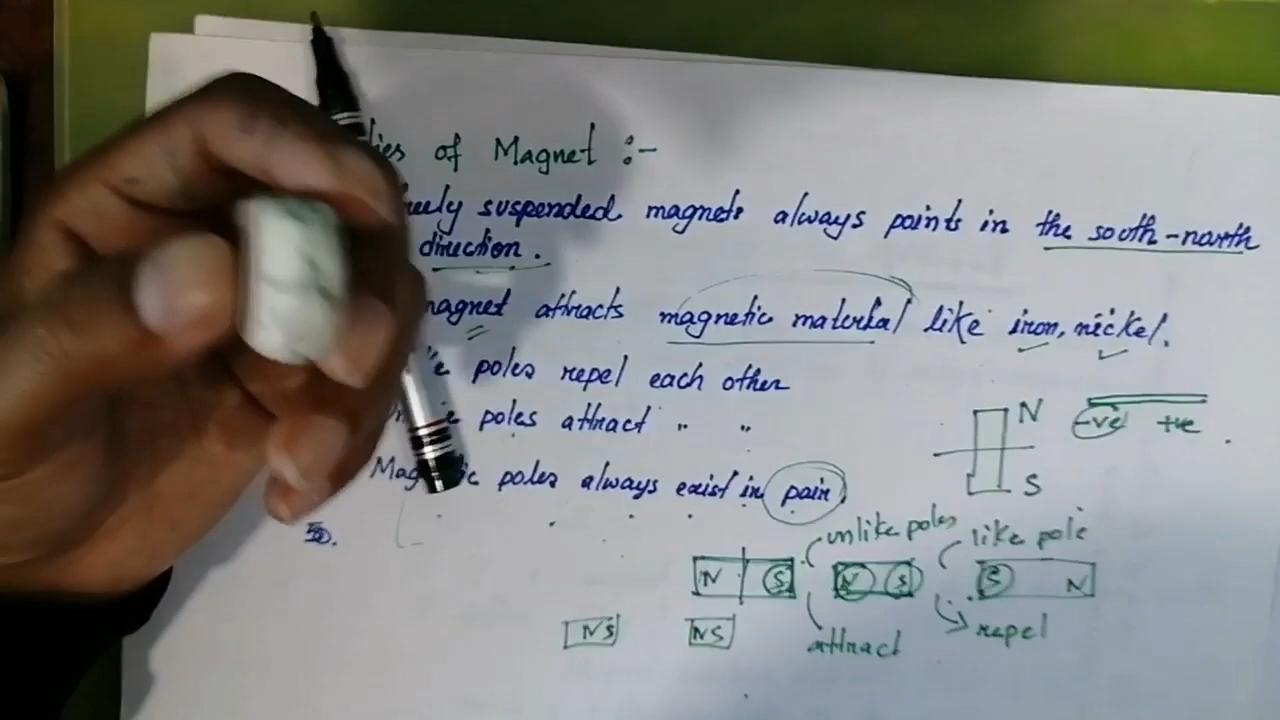 of Magnet :-
suspended magnets always points in the south-north
direction.
magnet attracts magnetic material like iron, nickel.
poles repel each other
poles attract " "
poles always exist in pair
5.
N
S
-ve +ve
unlike poles
like pole
N S
N S
S N
NS
NS
attract
repel